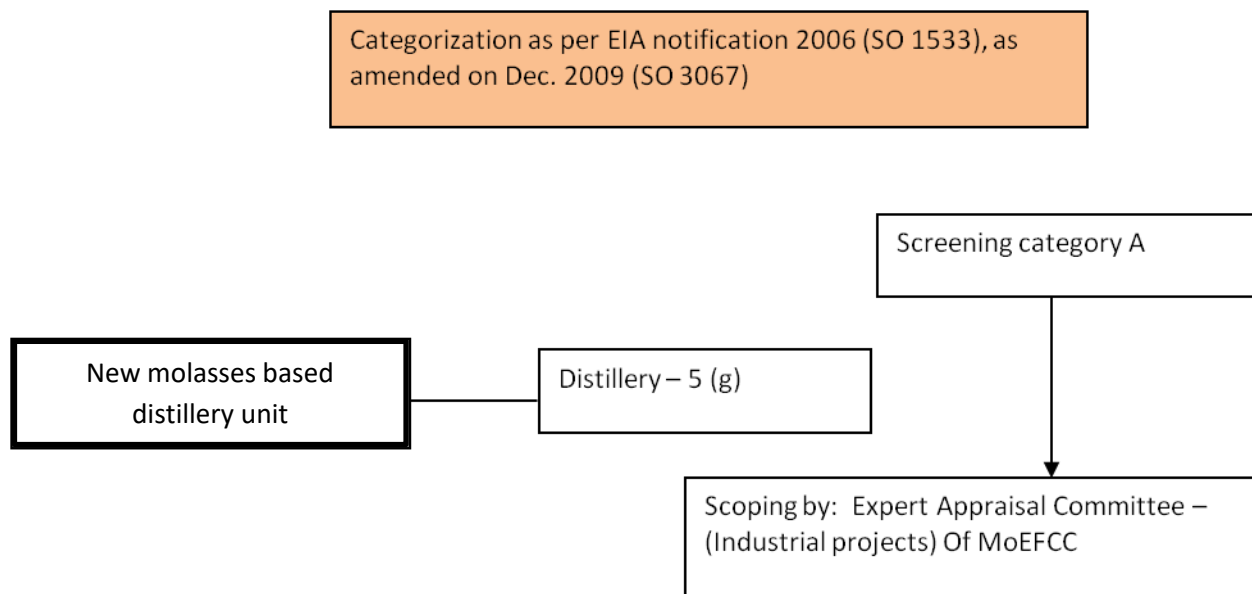 Categorization as per EIA notification 2006 (SO 1533), as
amended on Dec. 2009 (SO 3067)
Screening category A
New molasses based
distillery unit
Distillery – 5 (g)
Scoping by: Expert Appraisal Committee –
(Industrial projects) Of MoEFCC